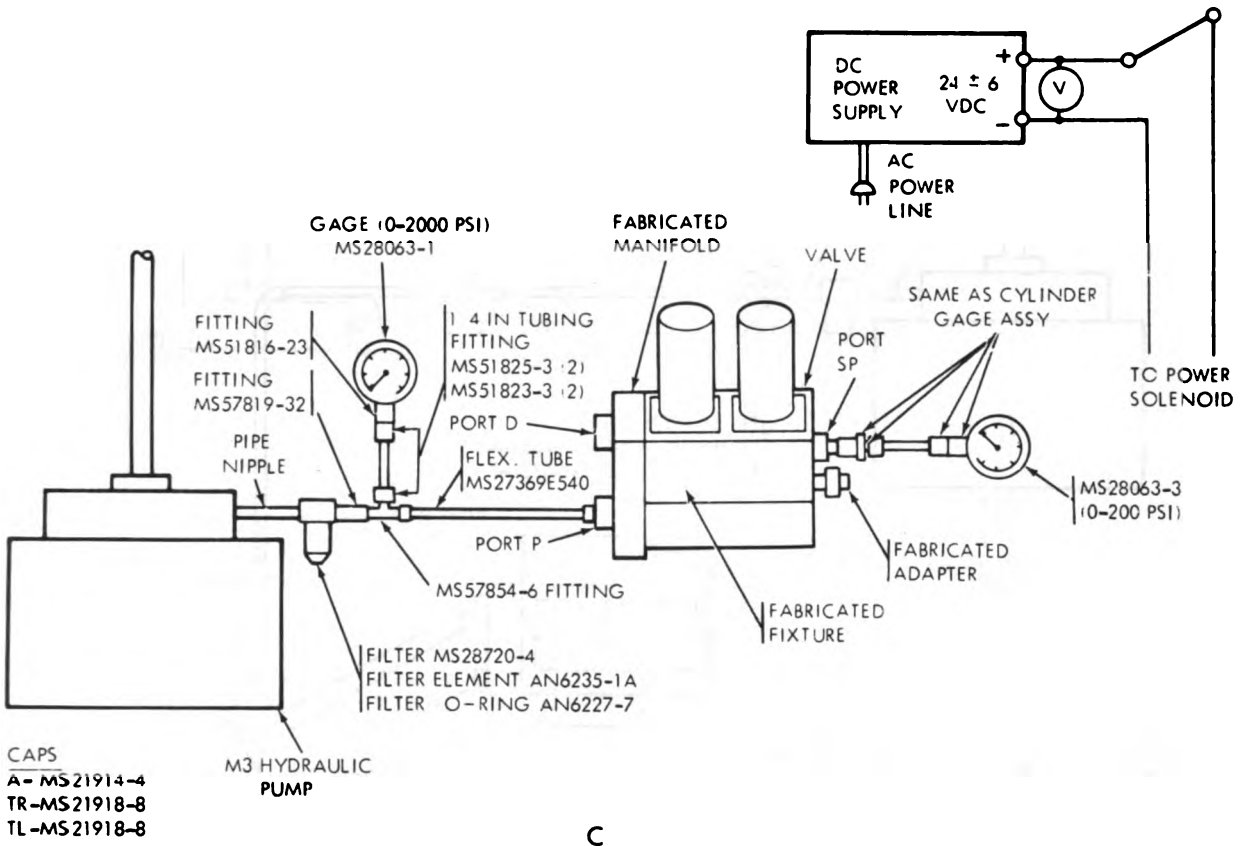 DC
POWER
SUPPLY
24 ± 6
VDC
+
−
V
AC
POWER
LINE
TO POWER
SOLENOID
GAGE (0-2000 PSI)
MS28063-1
FABRICATED
MANIFOLD
VALVE
SAME AS CYLINDER
GAGE ASSY
FITTING
MS51816-23
FITTING
MS57819-32
PIPE
NIPPLE
1 4 IN TUBING
FITTING
MS51825-3 (2)
MS51823-3 (2)
PORT D
FLEX. TUBE
MS27369E540
PORT P
PORT
SP
MS28063-3
(0-200 PSI)
FABRICATED
ADAPTER
MS57854-6 FITTING
FABRICATED
FIXTURE
FILTER MS28720-4
FILTER ELEMENT AN6235-1A
FILTER O-RING AN6227-7
M3 HYDRAULIC
PUMP
CAPS
A- MS21914-4
TR-MS21918-8
TL-MS21918-8
C